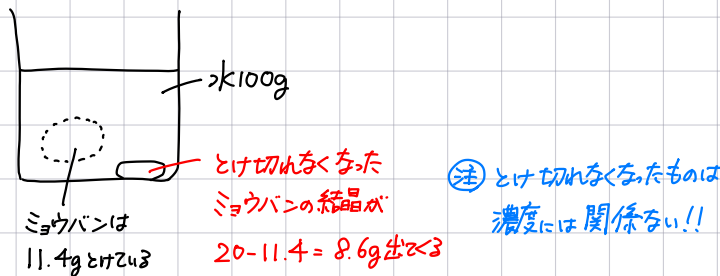 水100g
とけ切れなくなった
ミョウバンの結晶が
20-11.4=8.6g出てくる
ミョウバンは
11.4gとけている
注 とけ切れなくなったものは
濃度には関係ない!!